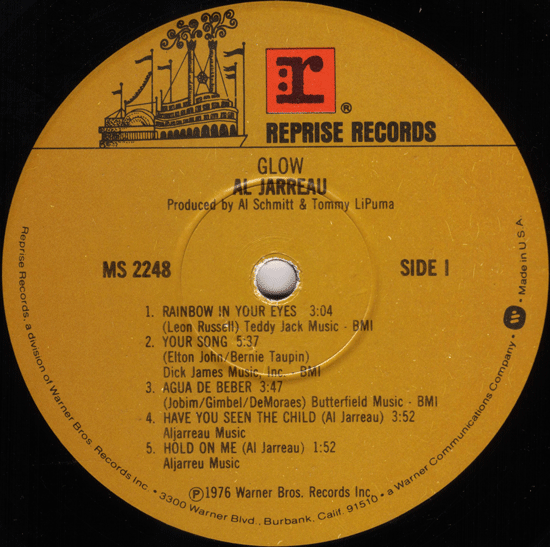 r
®
REPRISE RECORDS
GLOW
AL JARREAU
Produced by Al Schmitt & Tommy LiPuma
MS 2248
SIDE 1
1. RAINBOW IN YOUR EYES 3:04
(Leon Russell) Teddy Jack Music - BMI
2. YOUR SONG 5:37
(Elton John/Bernie Taupin)
Dick James Music, Inc. - BMI
3. AGUA DE BEBER 3:47
(Jobim/Gimbel/DeMoraes) Butterfield Music - BMI
4. HAVE YOU SEEN THE CHILD (Al Jarreau) 3:52
Aljarreau Music
5. HOLD ON ME (Al Jarreau) 1:52
Aljarreu Music
Ⓟ1976 Warner Bros. Records Inc.
Reprise Records, a division of Warner Bros. Records Inc. • 3300 Warner Blvd., Burbank, Calif. 91510 • a Warner Communications Company • W • Made in U.S.A.